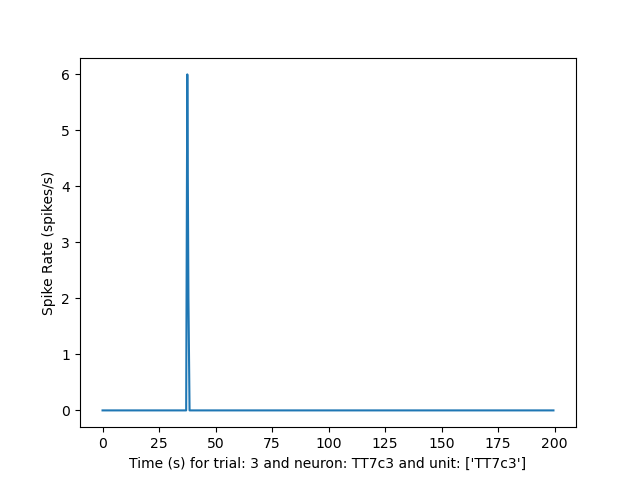 6
5
4
3
2
1
0
Spike Rate (spikes/s)
0 25 50 75 100 125 150 175 200
Time (s) for trial: 3 and neuron: TT7c3 and unit: ['TT7c3']